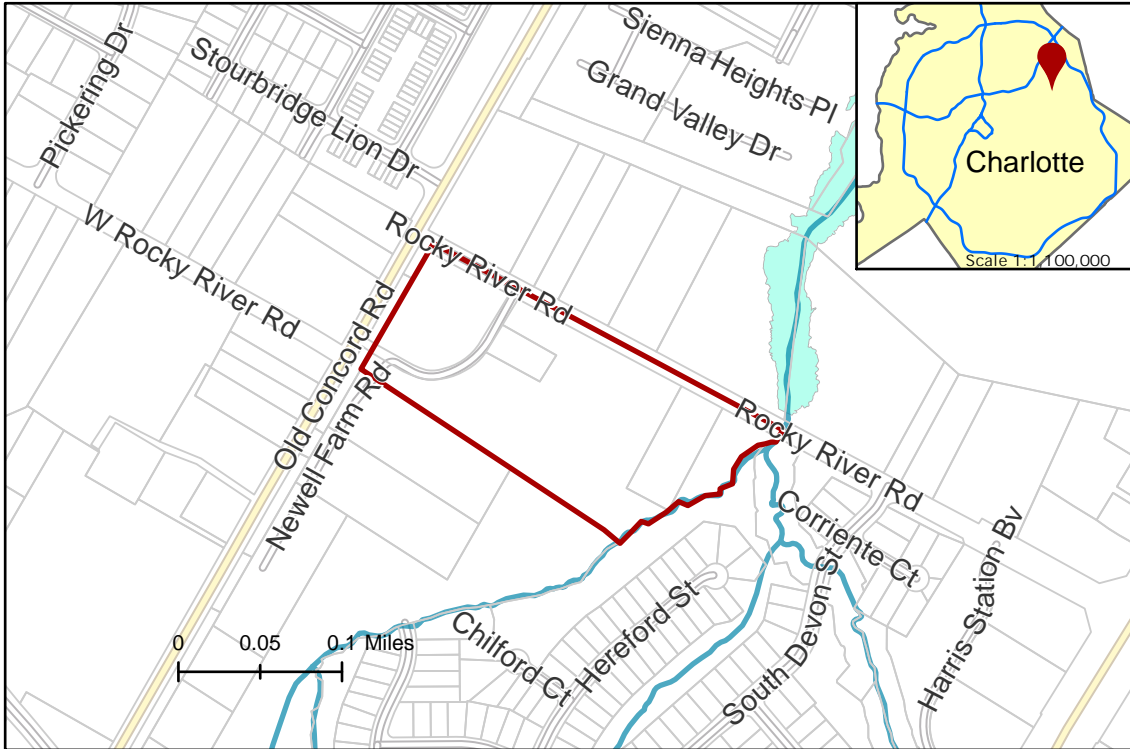 Pickering Dr
Stourbridge Lion Dr
Sienna Heights Pl
Grand Valley Dr
W Rocky River Rd
Rocky River Rd
Old Concord Rd
Newell Farm Rd
Rocky River Rd
Corriente Ct
Harris Station Bv
South Devon St
Hereford St
Chilford Ct
0 0.05 0.1 Miles
Charlotte
Scale 1:1,100,000